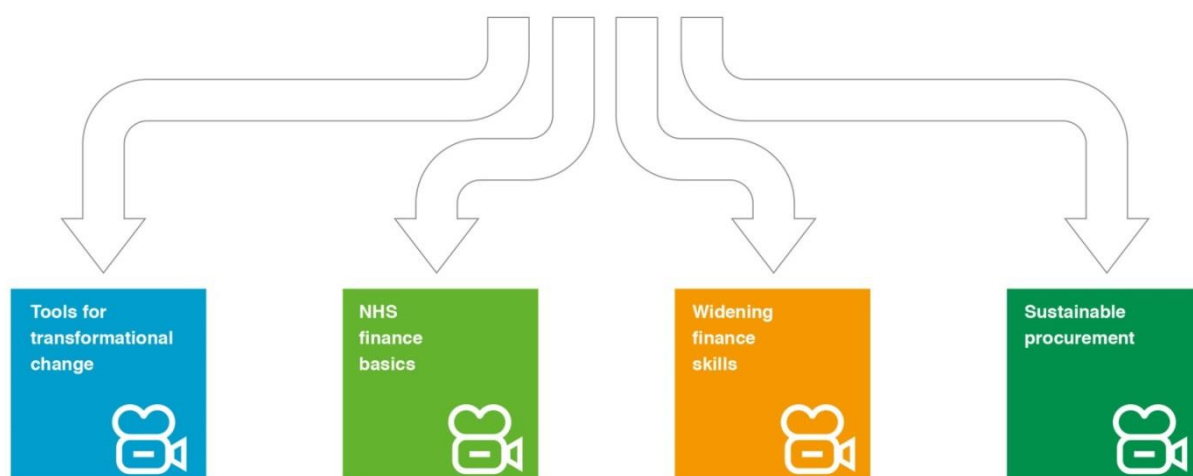 Tools for
transformational
change
NHS
finance
basics
Widening
finance
skills
Sustainable
procurement